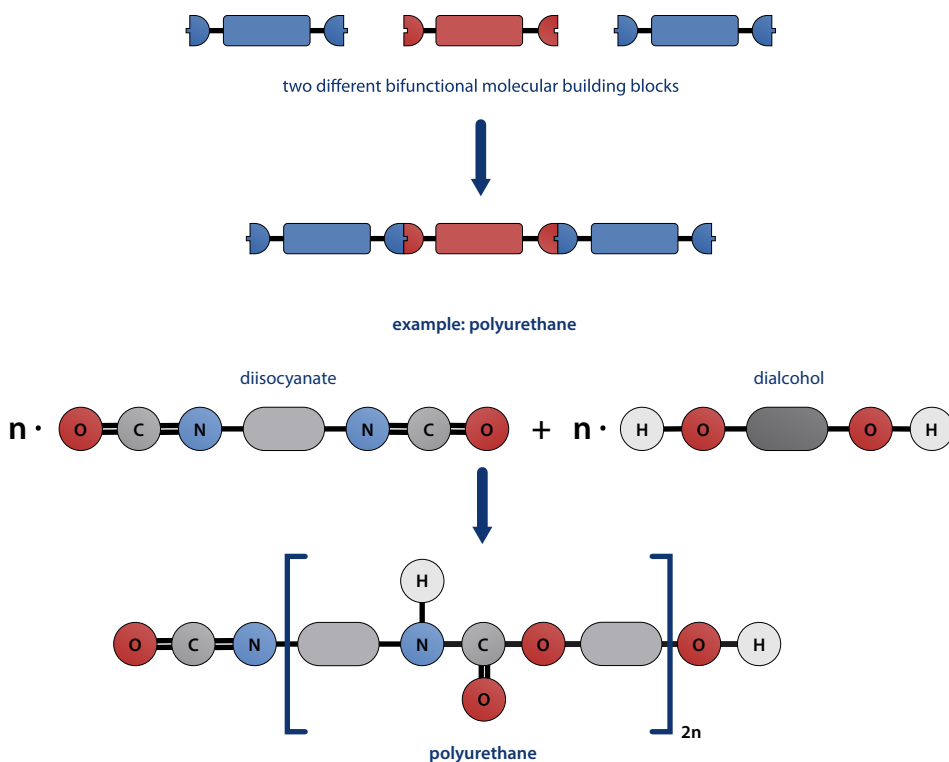 two different bifunctional molecular building blocks
example: polyurethane
diisocyanate dialcohol
n · O C N N C O + n · H O O H
H
O C N N C O O H
O
2n
polyurethane